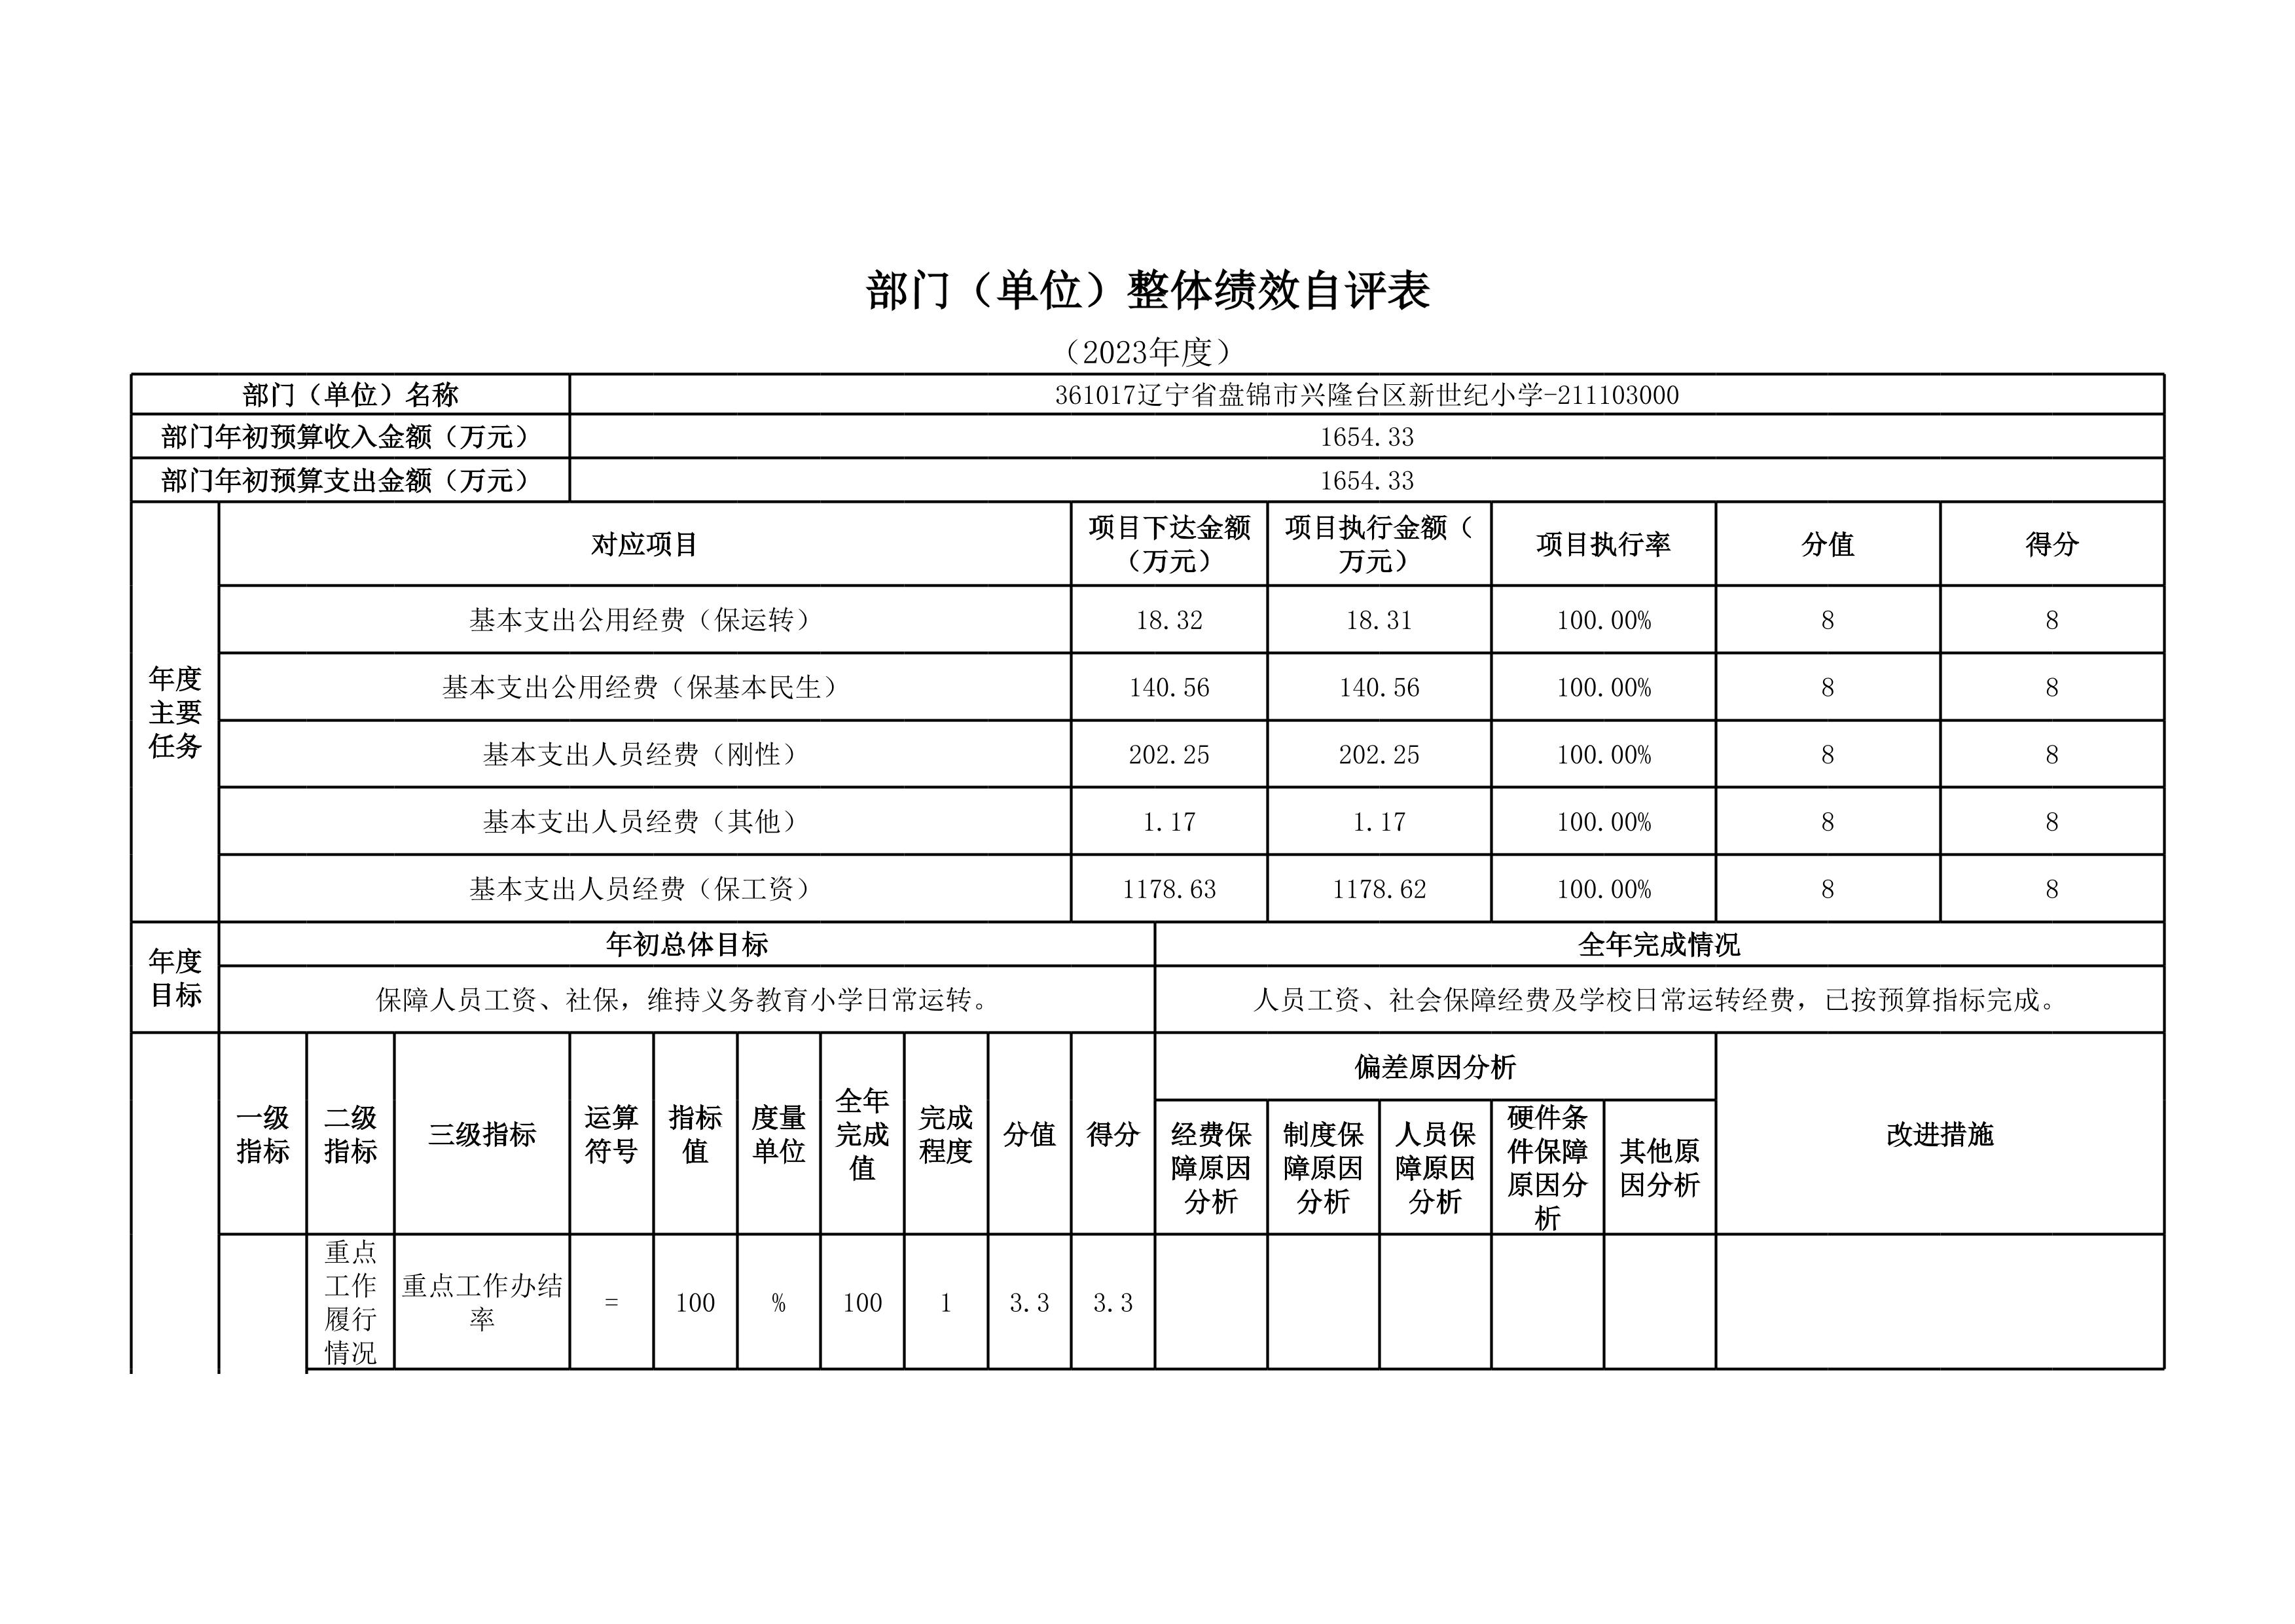 部门（单位）整体绩效自评表
（2023年度）
部门（单位）名称 361017辽宁省盘锦市兴隆台区新世纪小学-211103000
部门年初预算收入金额（万元） 1654.33
部门年初预算支出金额（万元） 1654.33
年度主要任务 对应项目 项目下达金额（万元） 项目执行金额（万元） 项目执行率 分值 得分
基本支出公用经费（保运转） 18.32 18.31 100.00% 8 8
基本支出公用经费（保基本民生） 140.56 140.56 100.00% 8 8
基本支出人员经费（刚性） 202.25 202.25 100.00% 8 8
基本支出人员经费（其他） 1.17 1.17 100.00% 8 8
基本支出人员经费（保工资） 1178.63 1178.62 100.00% 8 8
年度目标 年初总体目标 全年完成情况
保障人员工资、社保，维持义务教育小学日常运转。 人员工资、社会保障经费及学校日常运转经费，已按预算指标完成。
一级指标 二级指标 三级指标 运算符号 指标值 度量单位 全年完成值 完成程度 分值 得分 偏差原因分析 改进措施
经费保障原因分析 制度保障原因分析 人员保障原因分析 硬件条件保障原因分析 其他原因分析
重点工作履行情况 重点工作办结率 = 100 % 100 1 3.3 3.3